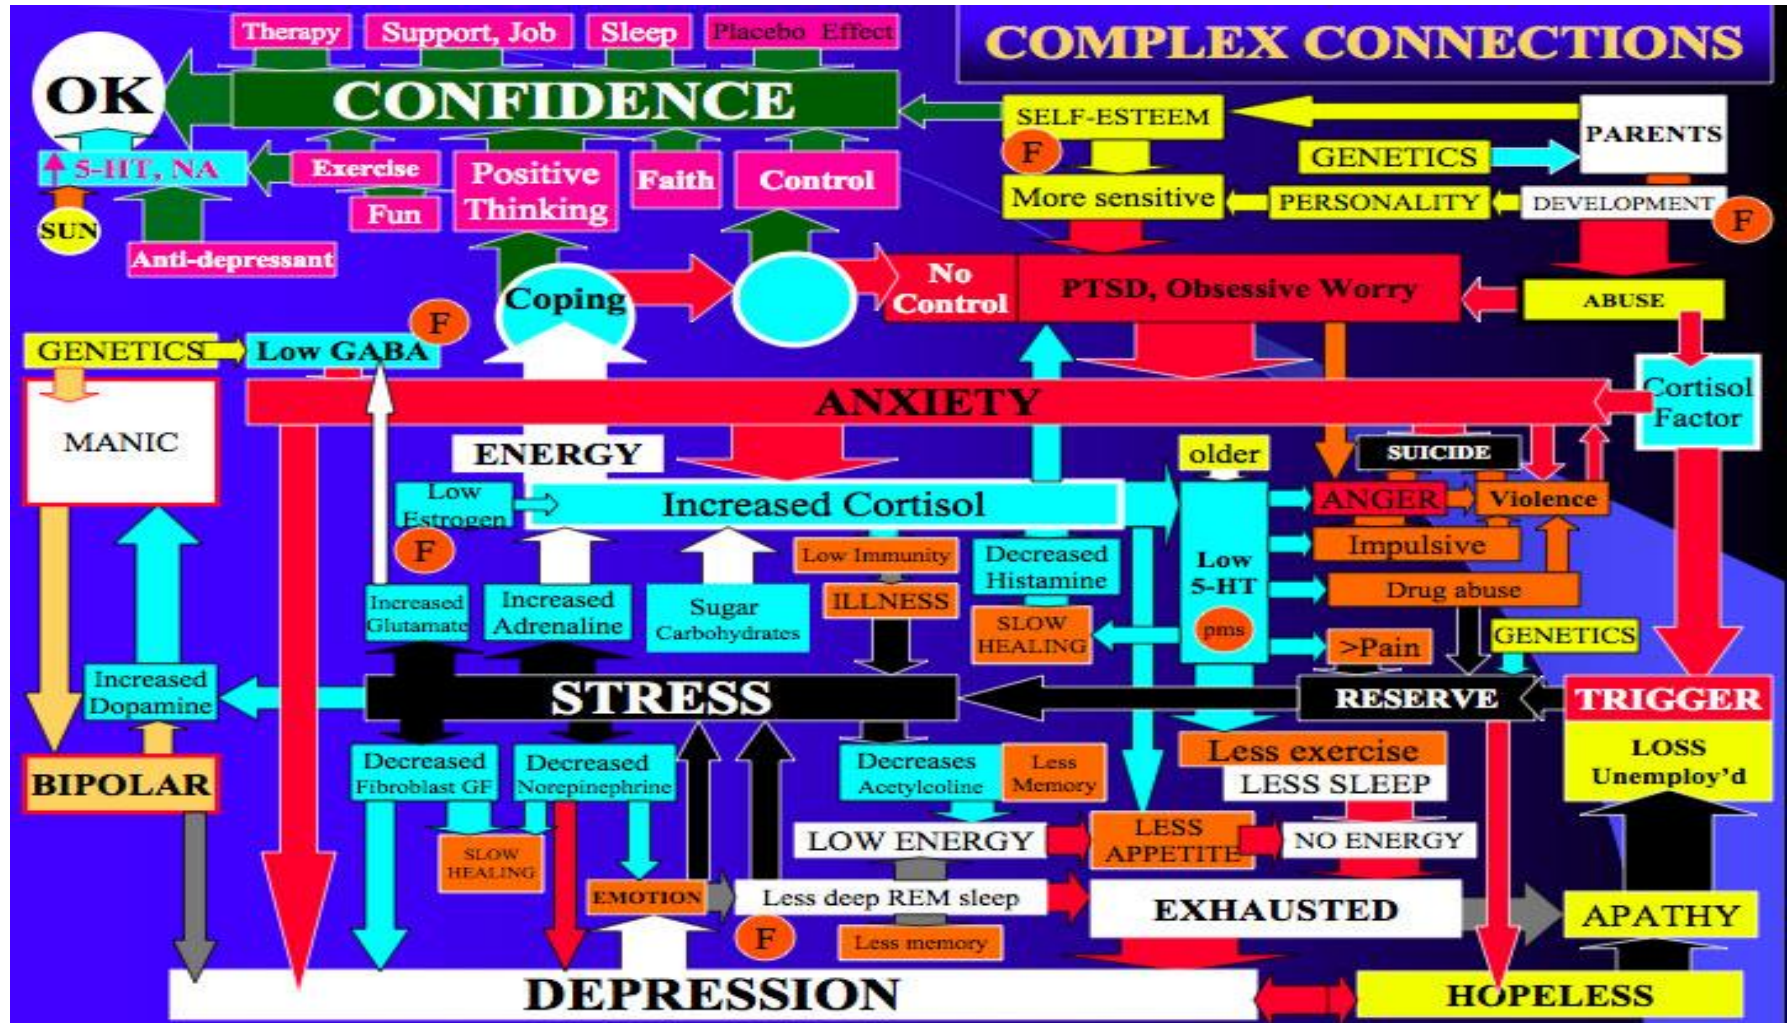 COMPLEX CONNECTIONS
Therapy
Support, Job
Sleep
Placebo Effect
OK
CONFIDENCE
SELF-ESTEEM
F
PARENTS
GENETICS
5-HT, NA
Exercise
Positive
Thinking
Faith
Control
Fun
More sensitive
PERSONALITY
DEVELOPMENT
F
SUN
Anti-depressant
Coping
No
Control
PTSD, Obsessive Worry
ABUSE
F
GENETICS
Low GABA
Cortisol
Factor
ANXIETY
MANIC
ENERGY
older
SUICIDE
Low
Estrogen
F
Increased Cortisol
ANGER
Violence
Low Immunity
Decreased
Histamine
Low
5-HT
pms
Impulsive
Drug abuse
Increased
Glutamate
Increased
Adrenaline
Sugar
Carbohydrates
ILLNESS
SLOW
HEALING
>Pain
GENETICS
Increased
Dopamine
STRESS
RESERVE
TRIGGER
LOSS
Unemploy'd
BIPOLAR
Decreased
Fibroblast GF
Decreased
Norepinephrine
Decreases
Acetylcoline
Less
Memory
Less exercise
LESS SLEEP
SLOW
HEALING
LOW ENERGY
LESS
APPETITE
NO ENERGY
EMOTION
Less deep REM sleep
F
Less memory
EXHAUSTED
APATHY
DEPRESSION
HOPELESS